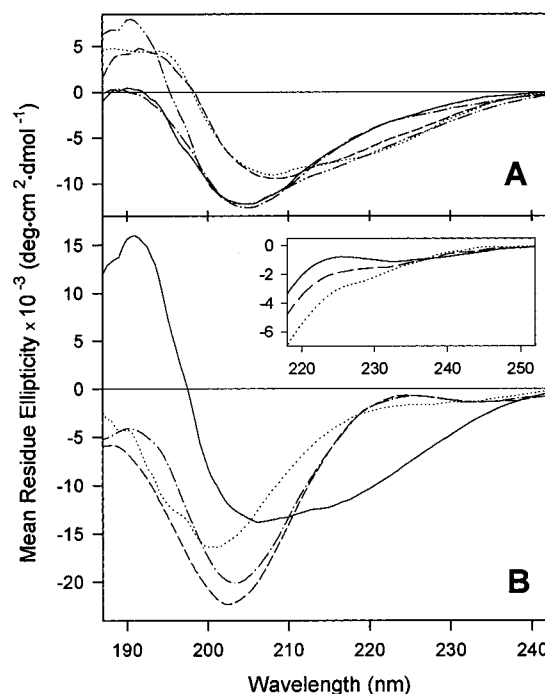 5
0
-5
-10
A
15
10
5
0
-5
-10
-15
-20
B
0
-2
-4
-6
220 230 240 250
190 200 210 220 230 240
Wavelength (nm)
Mean Residue Ellipticity × 10⁻³ (deg·cm²·dmol⁻¹)